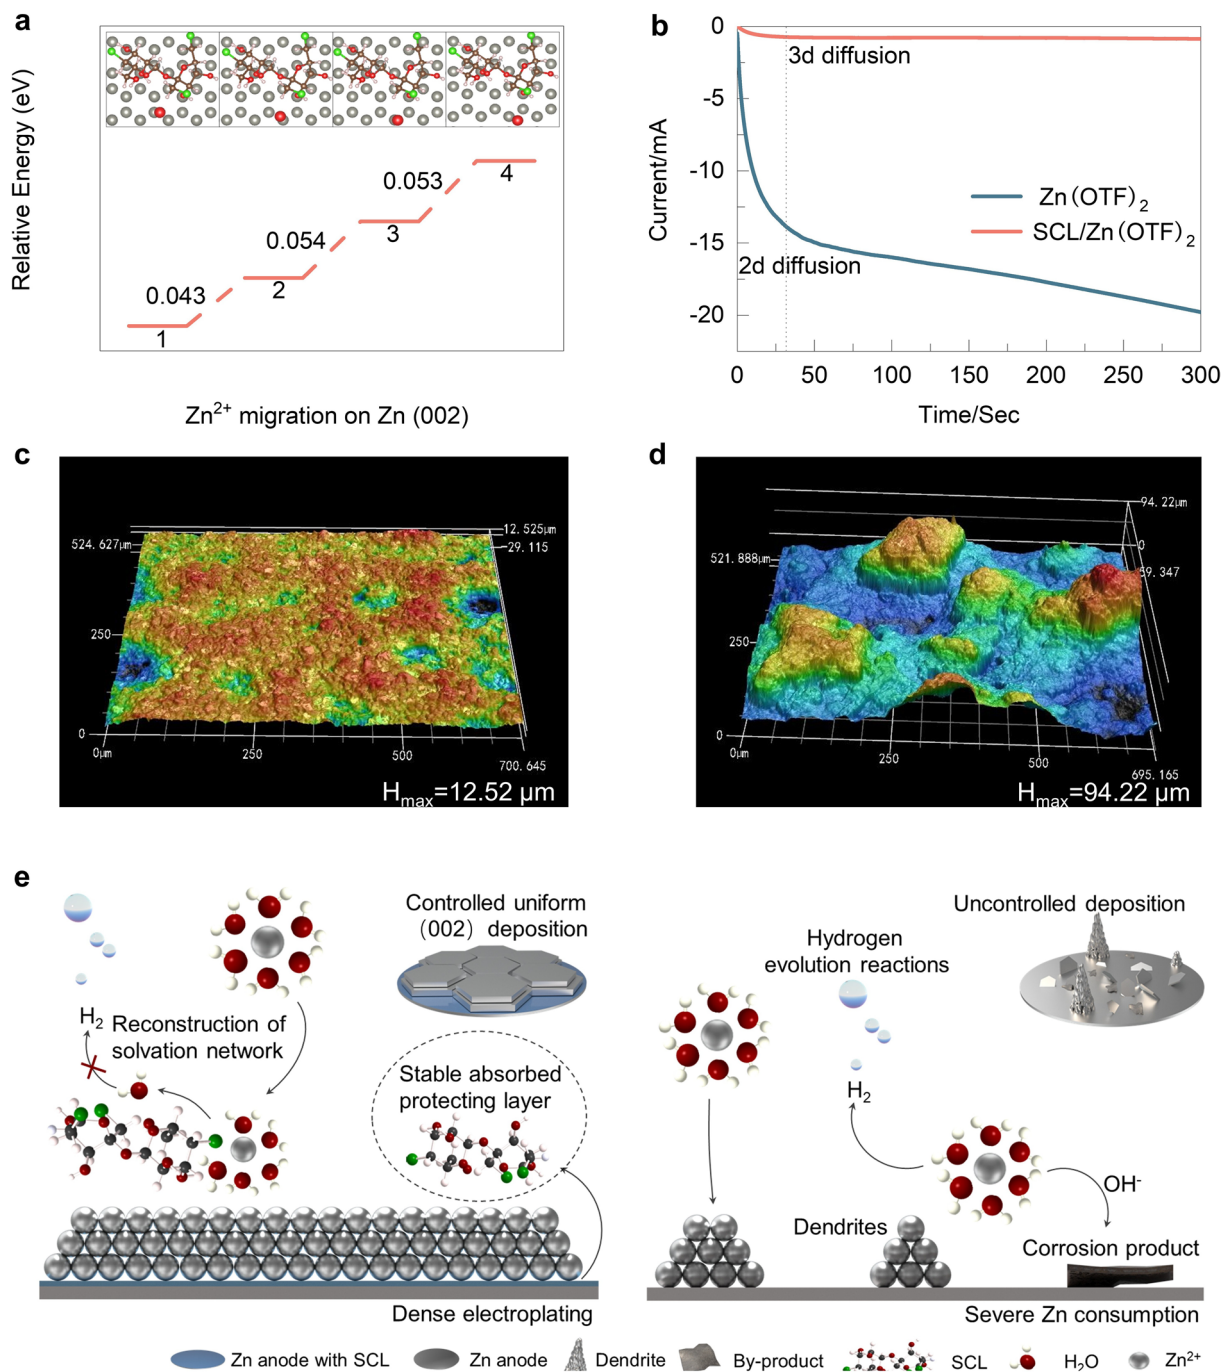 a
Relative Energy (eV)
0.043
0.054
0.053
1
2
3
4
Zn²⁺ migration on Zn (002)
b
Current/mA
0
-5
-10
-15
-20
3d diffusion
2d diffusion
Zn(OTF)₂
SCL/Zn(OTF)₂
0 50 100 150 200 250 300
Time/Sec
c
524.627μm
12.525μm
29.115
250
0
0μm
250
500
700.645
Hmax=12.52 μm
d
94.22μm
0
59.347
521.888μm
250
0
0μm
250
500
695.165
Hmax=94.22 μm
e
Controlled uniform
(002) deposition
H₂
Reconstruction of
solvation network
Stable absorbed
protecting layer
Dense electroplating
Uncontrolled deposition
Hydrogen
evolution reactions
H₂
OH⁻
Dendrites
Corrosion product
Severe Zn consumption
Zn anode with SCL
Zn anode
Dendrite
By-product
SCL
H₂O
Zn²⁺